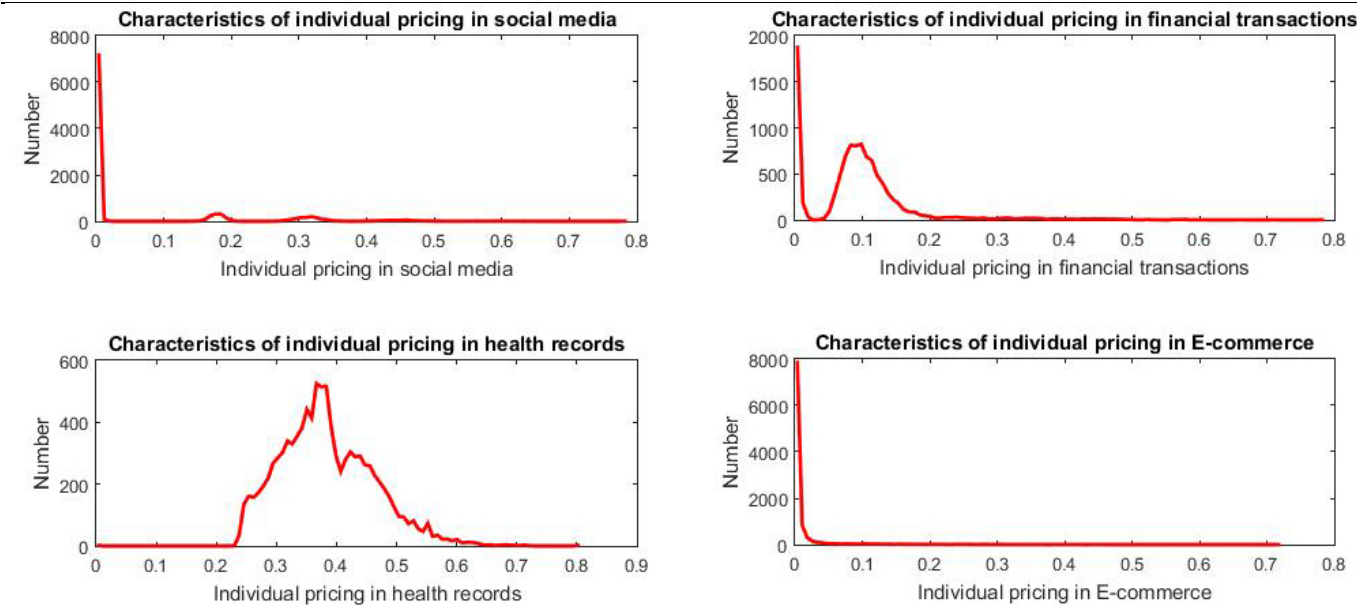 Characteristics of individual pricing in social media
8000
6000
4000
2000
0
Number
0 0.1 0.2 0.3 0.4 0.5 0.6 0.7 0.8
Individual pricing in social media
Characteristics of individual pricing in financial transactions
2000
1500
1000
500
0
Number
0 0.1 0.2 0.3 0.4 0.5 0.6 0.7 0.8
Individual pricing in financial transactions
Characteristics of individual pricing in health records
600
400
200
0
Number
0 0.1 0.2 0.3 0.4 0.5 0.6 0.7 0.8 0.9
Individual pricing in health records
Characteristics of individual pricing in E-commerce
8000
6000
4000
2000
0
Number
0 0.1 0.2 0.3 0.4 0.5 0.6 0.7 0.8
Individual pricing in E-commerce